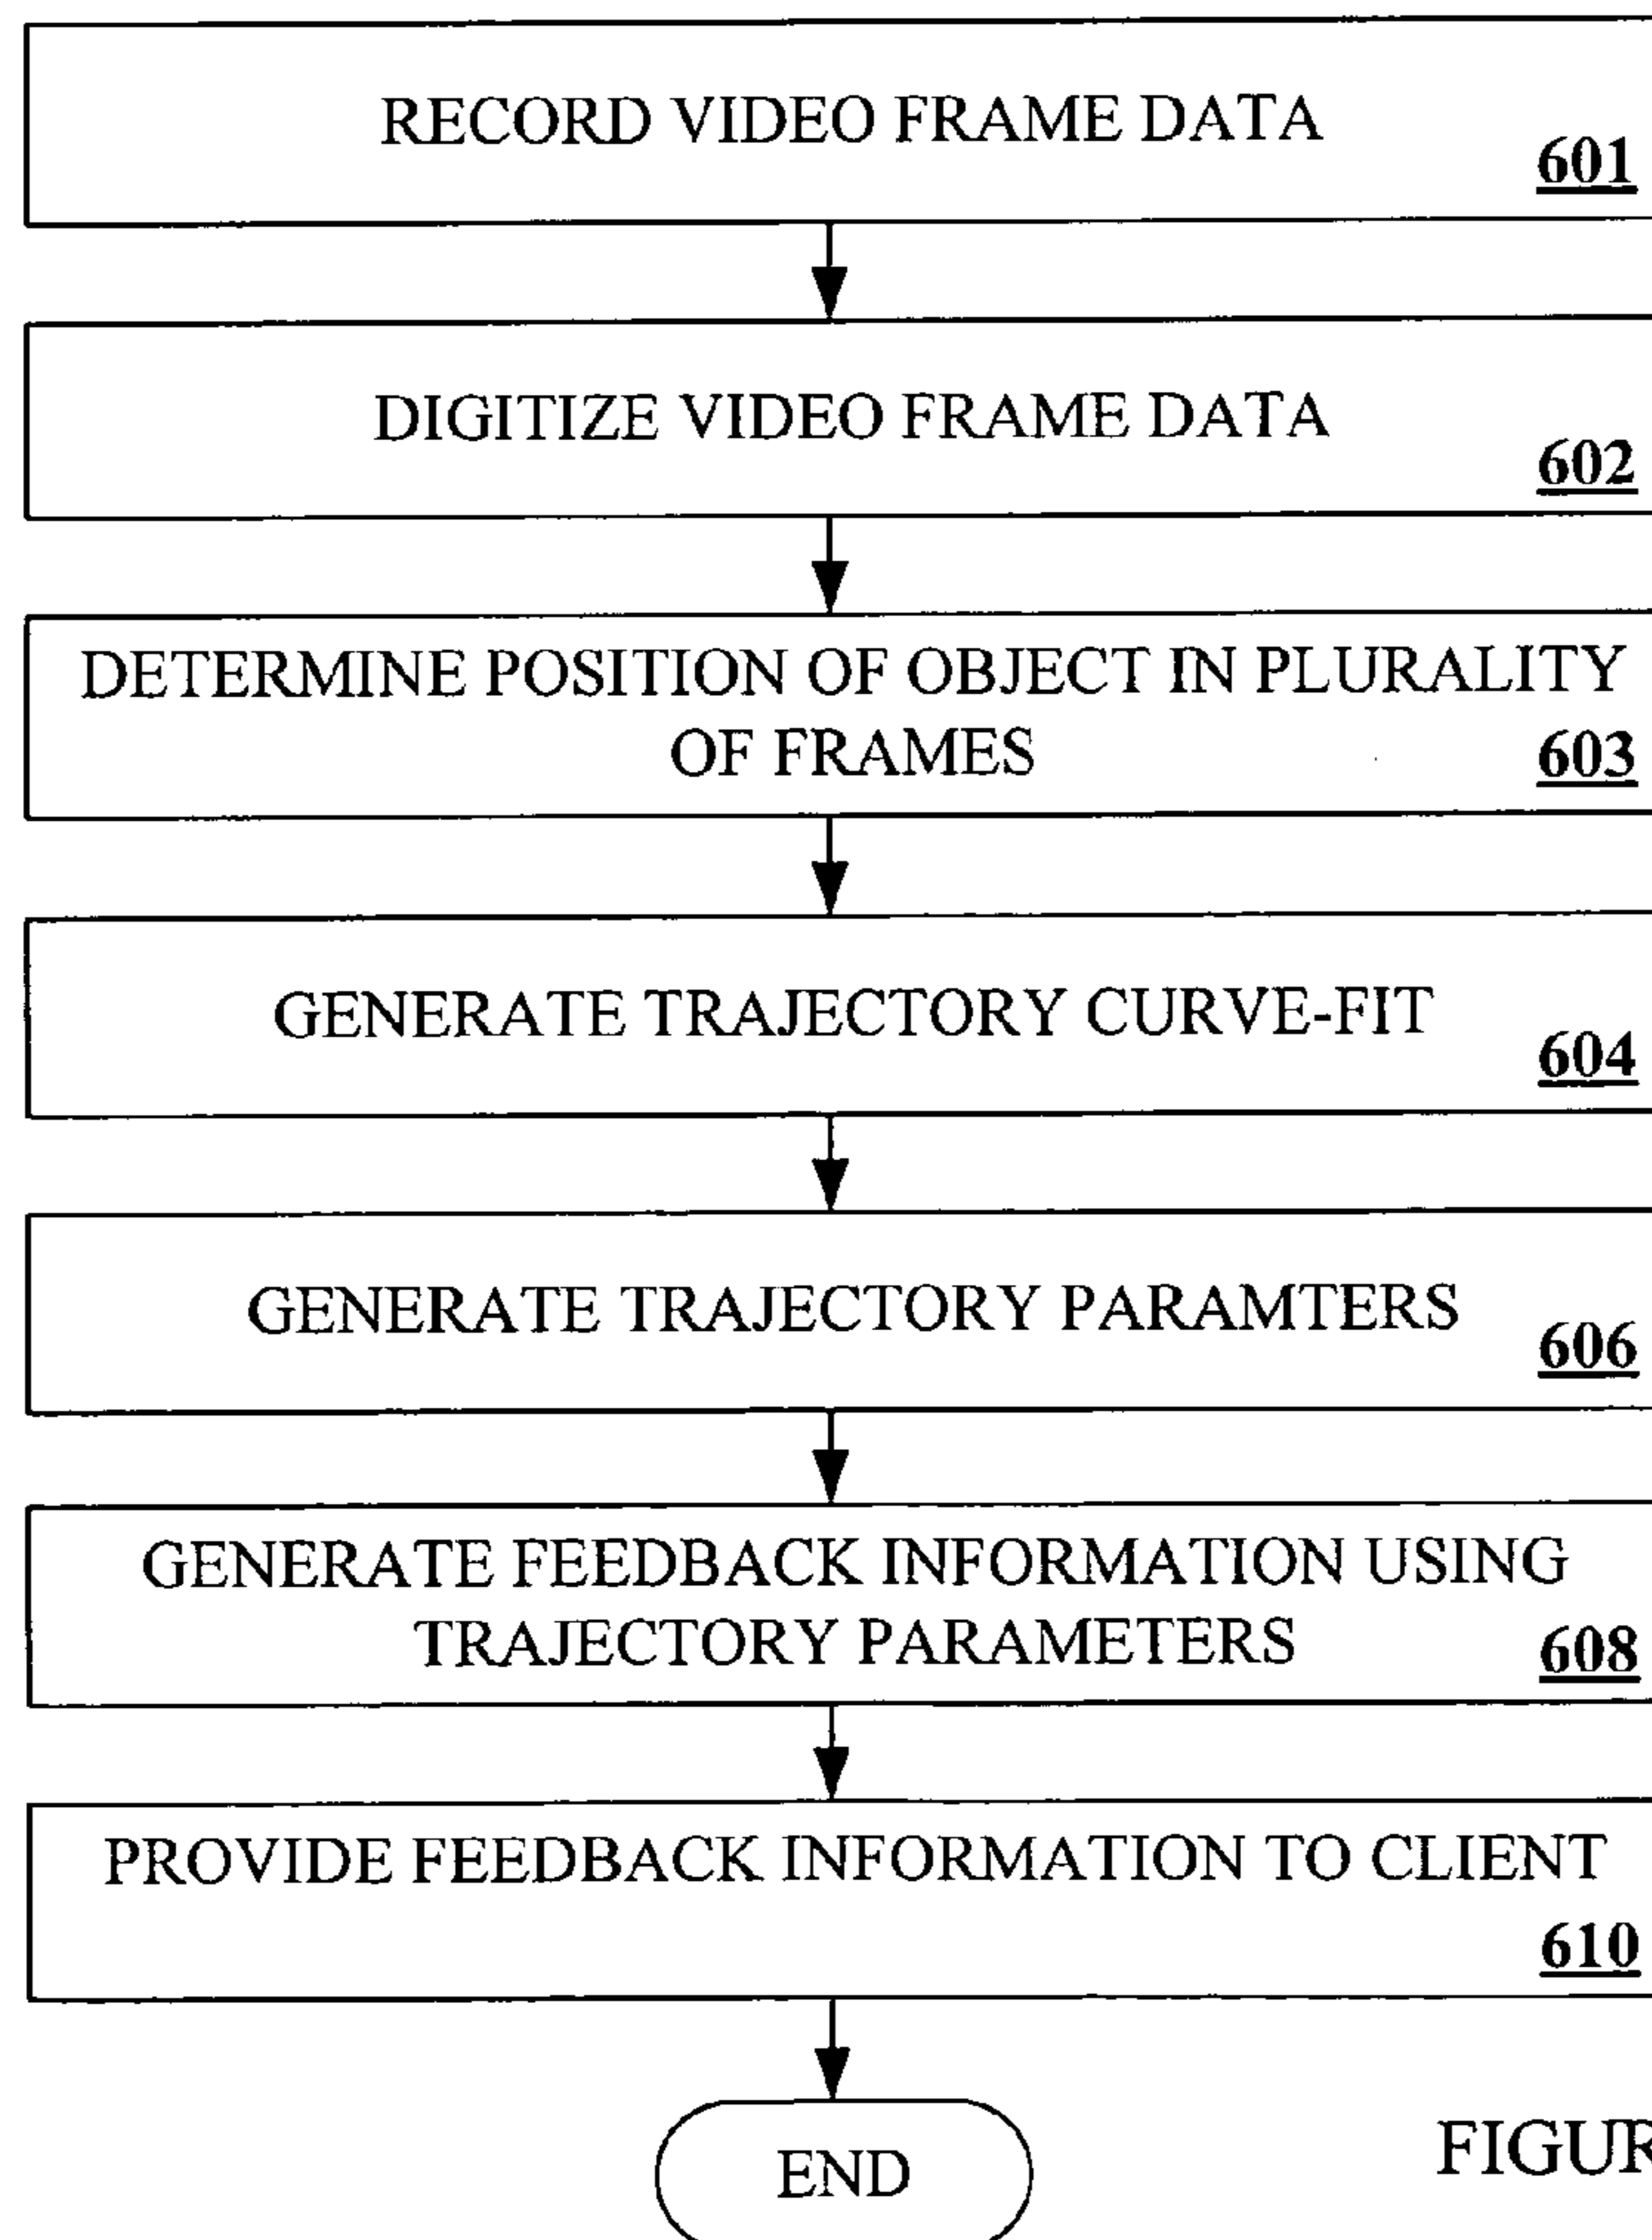 RECORD VIDEO FRAME DATA
601
DIGITIZE VIDEO FRAME DATA
602
DETERMINE POSITION OF OBJECT IN PLURALITY
OF FRAMES
603
GENERATE TRAJECTORY CURVE-FIT
604
GENERATE TRAJECTORY PARAMTERS
606
GENERATE FEEDBACK INFORMATION USING
TRAJECTORY PARAMETERS
608
PROVIDE FEEDBACK INFORMATION TO CLIENT
610
END